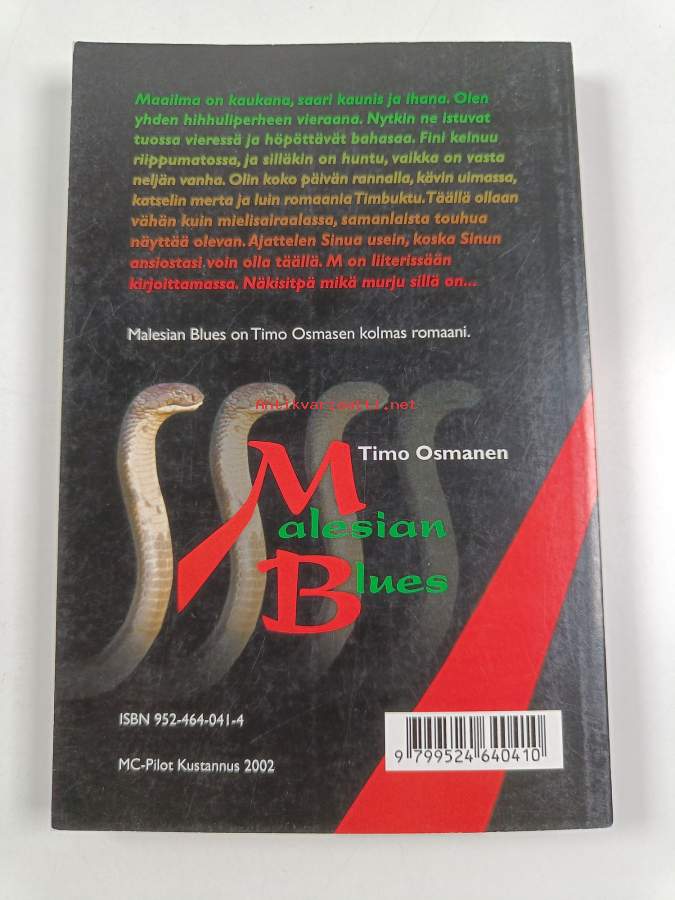 Maailma on kaukana, saari kaunis ja ihana. Olen
yhden hihhuliperheen vieraana. Nytkin ne istuvat
tuossa vieressä ja höpöttävät bahasaa. Fini keinuu
riippumatossa, ja silläkin on huntu, vaikka on vasta
neljän vanha. Olin koko päivän rannalla, kävin uimassa,
katselin merta ja luin romaania Timbuktu. Täällä ollaan
vähän kuin mielisairaalassa, samanlaista touhua
näyttää olevan. Ajattelen Sinua usein, koska Sinun
ansiostasi voin olla täällä. M on liiterissään
kirjoittamassa. Näkisitpä mikä murju sillä on...
Malesian Blues on Timo Osmasen kolmas romaani.
Antikvariaatti.net
Timo Osmanen
Malesian
Blues
ISBN 952-464-041-4
MC-Pilot Kustannus 2002
9 799524 640410